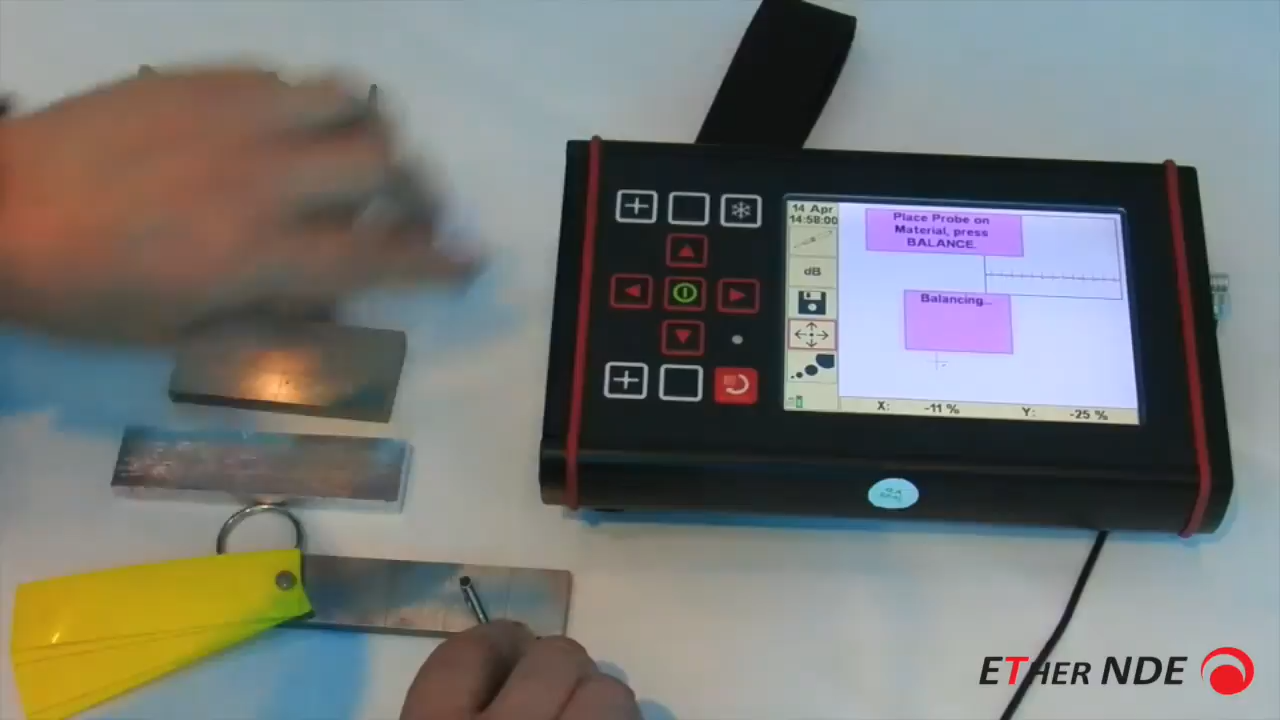 14 Apr
14:58:00
Place Probe on
Material, press
BALANCE.
dB
Balancing...
X: -11 % Y: -25 %
ETHER NDE